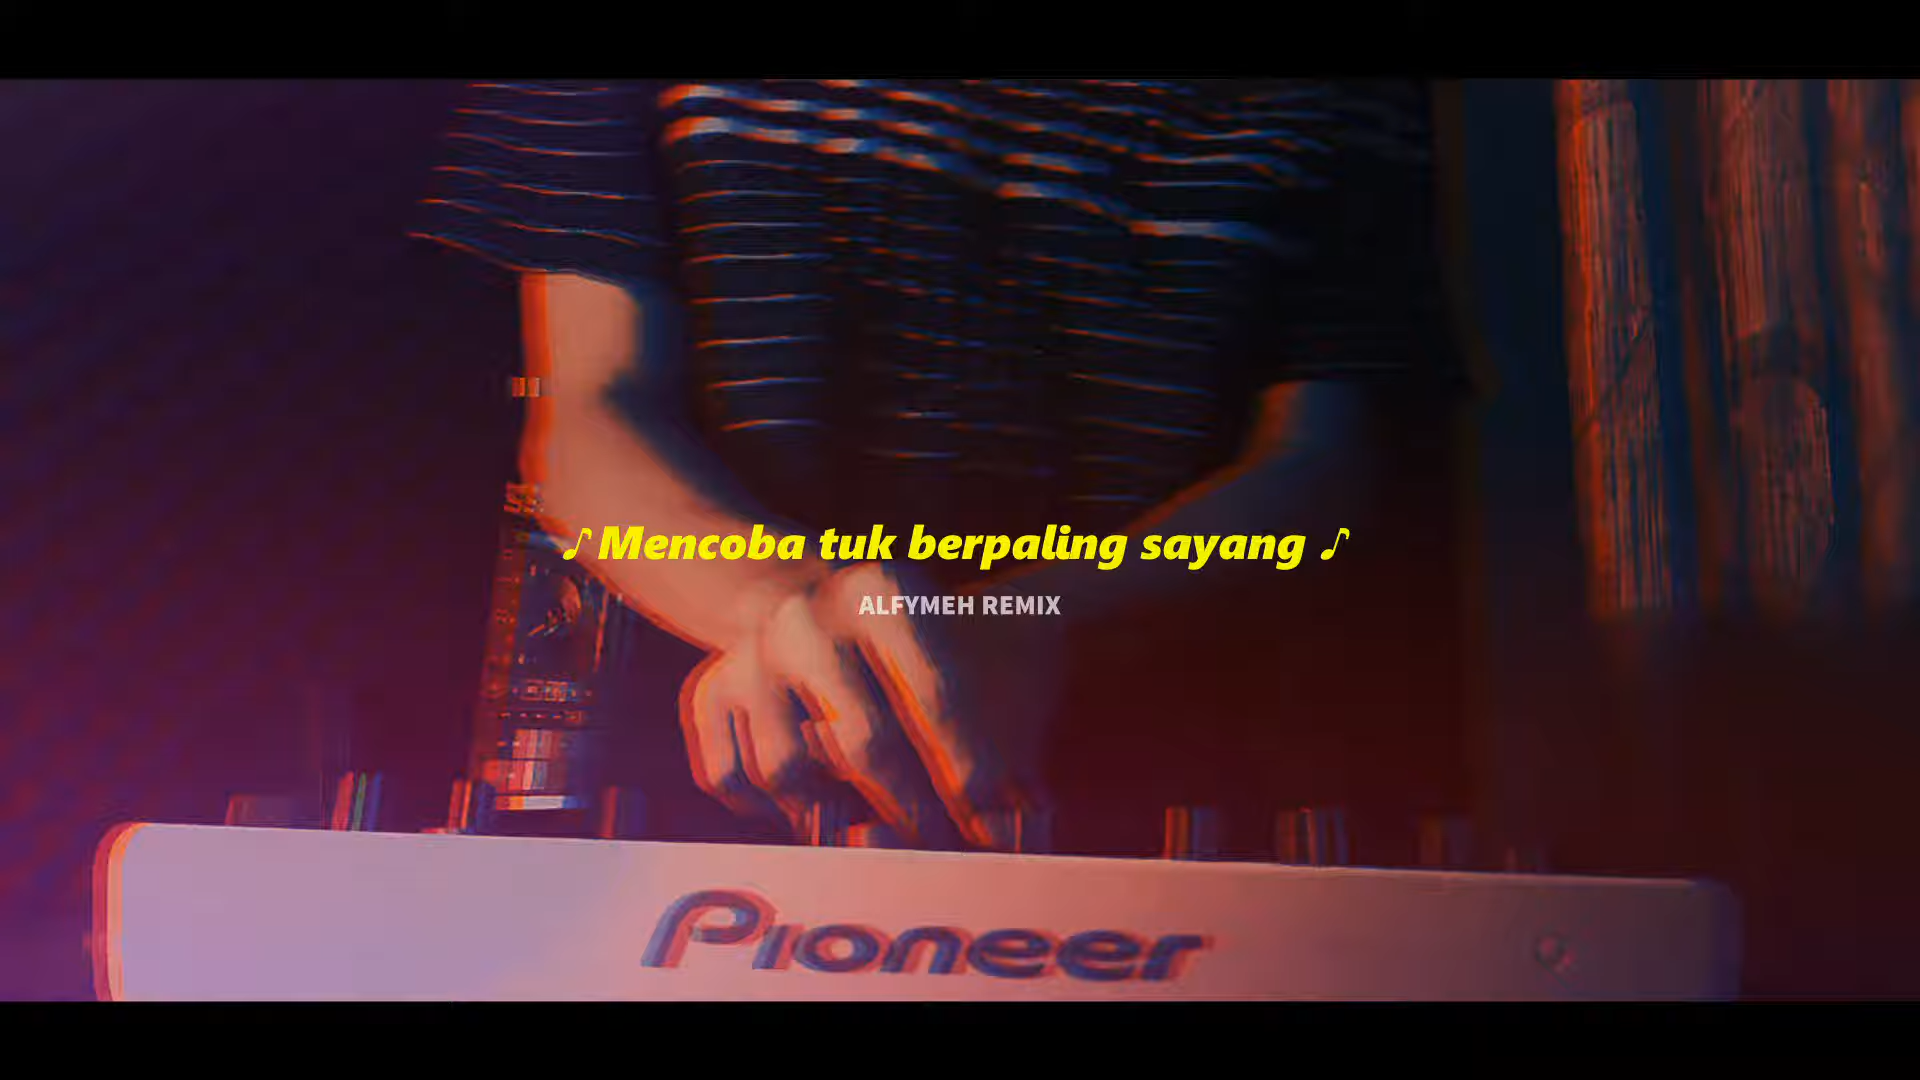 ♪ Mencoba tuk berpaling sayang ♪
ALFYMEH REMIX
Pioneer